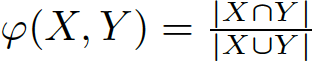 φ(X, Y) = |X∩Y| / |X∪Y|